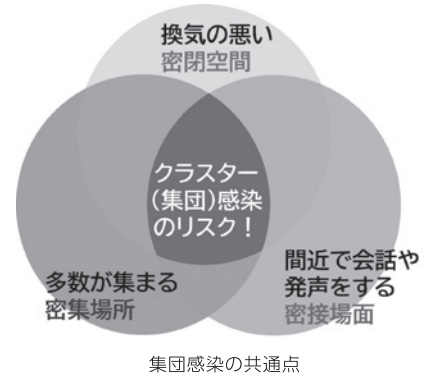 換気の悪い
密閉空間
クラスター
(集団)感染
のリスク!
多数が集まる
密集場所
間近で会話や
発声をする
密接場面
集団感染の共通点